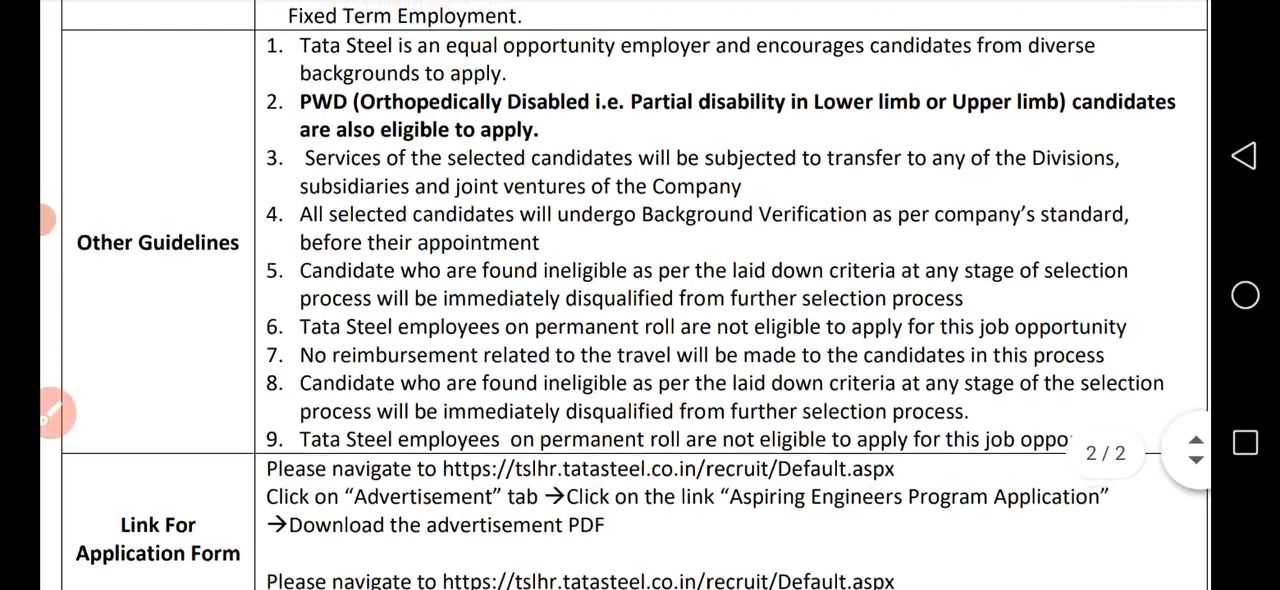 Fixed Term Employment.
Other Guidelines
1. Tata Steel is an equal opportunity employer and encourages candidates from diverse
backgrounds to apply.
2. PWD (Orthopedically Disabled i.e. Partial disability in Lower limb or Upper limb) candidates
are also eligible to apply.
3. Services of the selected candidates will be subjected to transfer to any of the Divisions,
subsidiaries and joint ventures of the Company
4. All selected candidates will undergo Background Verification as per company’s standard,
before their appointment
5. Candidate who are found ineligible as per the laid down criteria at any stage of selection
process will be immediately disqualified from further selection process
6. Tata Steel employees on permanent roll are not eligible to apply for this job opportunity
7. No reimbursement related to the travel will be made to the candidates in this process
8. Candidate who are found ineligible as per the laid down criteria at any stage of the selection
process will be immediately disqualified from further selection process.
9. Tata Steel employees on permanent roll are not eligible to apply for this job oppo
2 / 2
Link For
Application Form
Please navigate to https://tslhr.tatasteel.co.in/recruit/Default.aspx
Click on “Advertisement” tab →Click on the link “Aspiring Engineers Program Application”
→Download the advertisement PDF
Please navigate to https://tslhr.tatasteel.co.in/recruit/Default.aspx